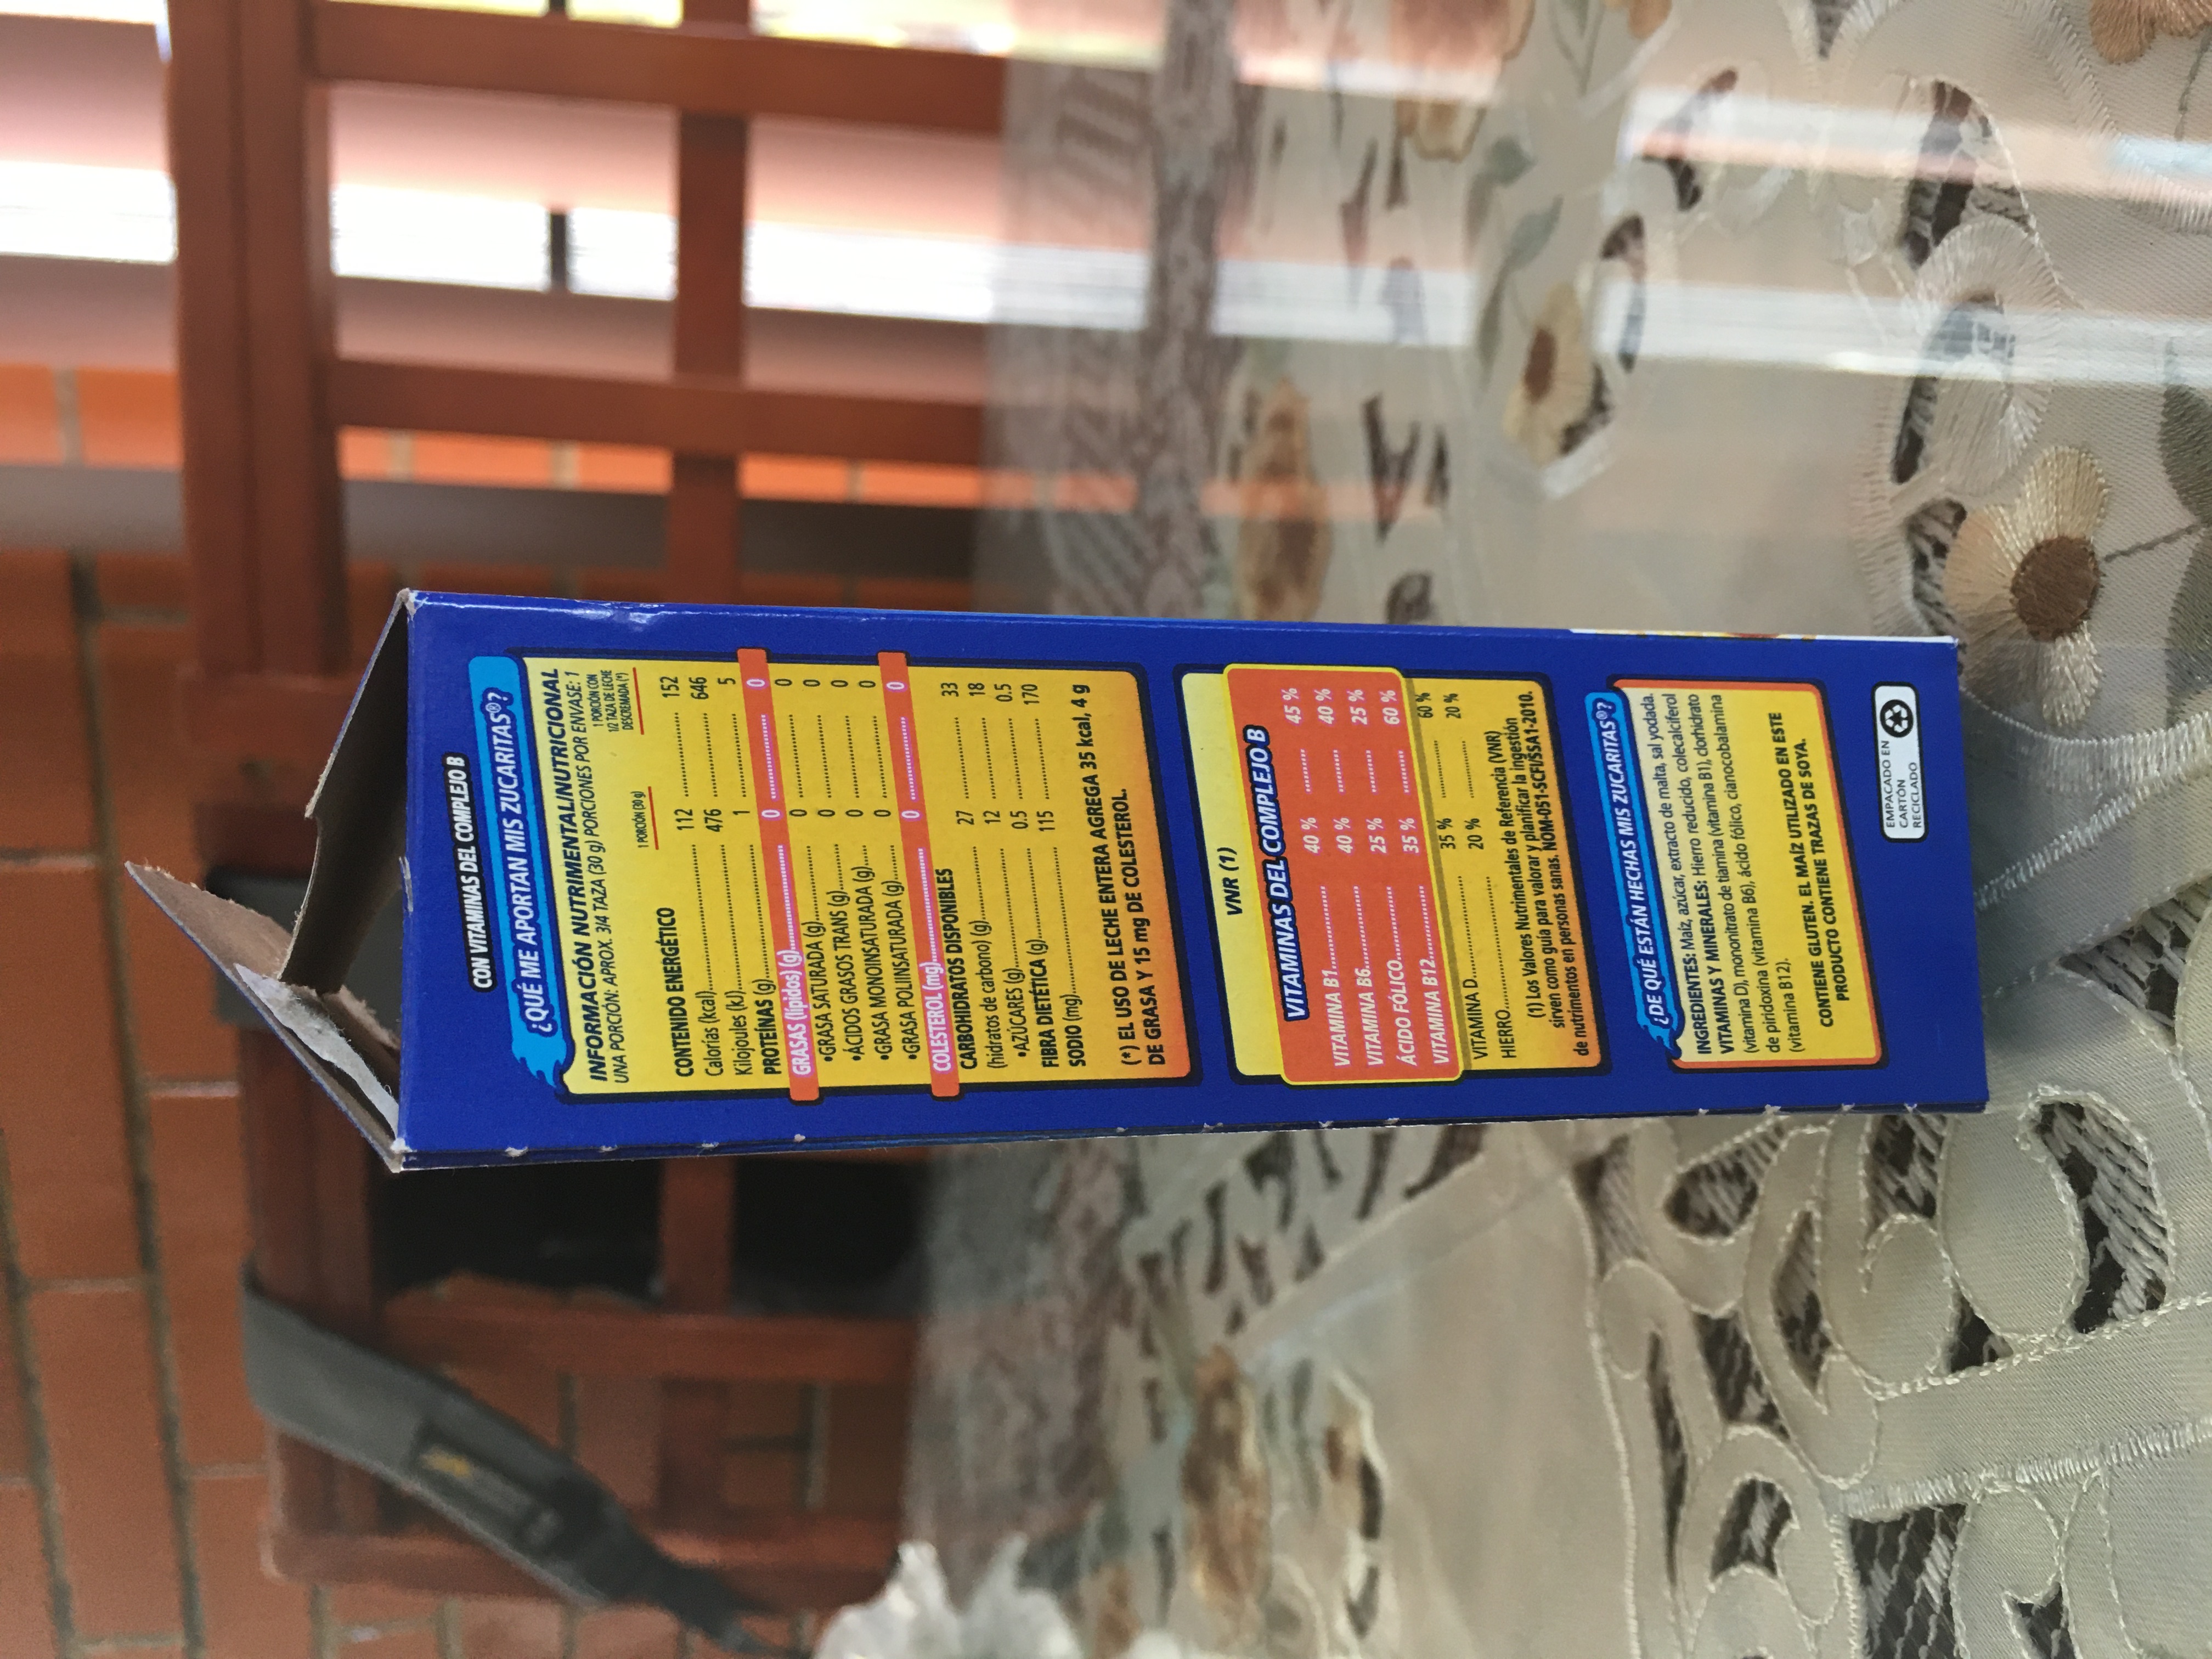 CON VITAMINAS DEL COMPLEJO B
¿QUÉ ME APORTAN MIS ZUCARITAS®?
INFORMACIÓN NUTRIMENTAL/NUTRICIONAL
UNA PORCIÓN: APROX. 3/4 TAZA (30 g) PORCIONES POR ENVASE: 1
1 PORCIÓN (30 g)
1 PORCIÓN CON
1/2 TAZA DE LECHE
DESCREMADA (*)
CONTENIDO ENERGÉTICO
Calorías (kcal)..... 112 ..... 152
Kilojoules (kJ)..... 476 ..... 646
PROTEÍNAS (g)..... 1 ..... 5
GRASAS (lípidos) (g)..... 0 ..... 0
•GRASA SATURADA (g)..... 0 ..... 0
•ÁCIDOS GRASOS TRANS (g)..... 0 ..... 0
•GRASA MONOINSATURADA (g)..... 0 ..... 0
•GRASA POLIINSATURADA (g)..... 0 ..... 0
COLESTEROL (mg)..... 0 ..... 0
CARBOHIDRATOS DISPONIBLES
(hidratos de carbono) (g)..... 27 ..... 33
•AZÚCARES (g)..... 12 ..... 18
FIBRA DIETÉTICA (g)..... 0.5 ..... 0.5
SODIO (mg)..... 115 ..... 170
(*) EL USO DE LECHE ENTERA AGREGA 35 kcal, 4 g
DE GRASA Y 15 mg DE COLESTEROL.
VNR (1)
VITAMINAS DEL COMPLEJO B
VITAMINA B1..... 40 % ..... 45 %
VITAMINA B6..... 40 % ..... 40 %
ÁCIDO FÓLICO..... 25 % ..... 25 %
VITAMINA B12..... 35 % ..... 60 %
VITAMINA D..... 35 % ..... 60 %
HIERRO..... 20 % ..... 20 %
(1) Los Valores Nutrimentales de Referencia (VNR)
sirven como guía para valorar y planificar la ingestión
de nutrimentos en personas sanas. NOM-051-SCFI/SSA1-2010.
¿DE QUÉ ESTÁN HECHAS MIS ZUCARITAS®?
INGREDIENTES: Maíz, azúcar, extracto de malta, sal yodada.
VITAMINAS Y MINERALES: Hierro reducido, colecalciferol
(vitamina D), mononitrato de tiamina (vitamina B1), clorhidrato
de piridoxina (vitamina B6), ácido fólico, cianocobalamina
(vitamina B12).
CONTIENE GLUTEN. EL MAÍZ UTILIZADO EN ESTE
PRODUCTO CONTIENE TRAZAS DE SOYA.
EMPACADO EN
CARTÓN
RECICLADO